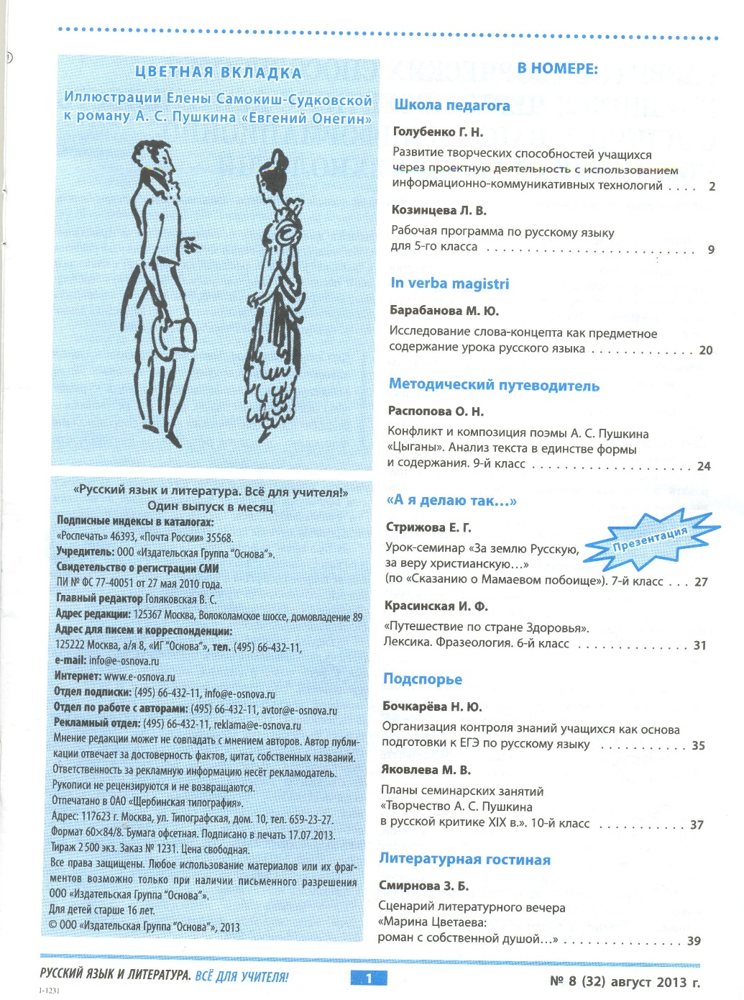 ЦВЕТНАЯ ВКЛАДКА
Иллюстрации Елены Самокиш-Судковской
к роману А. С. Пушкина «Евгений Онегин»
«Русский язык и литература. Всё для учителя!»
Один выпуск в месяц
Подписные индексы в каталогах:
«Роспечать» 46393, «Почта России» 35568.
Учредитель: ООО «Издательская Группа "Основа"».
Свидетельство о регистрации СМИ
ПИ № ФС 77-40051 от 27 мая 2010 года.
Главный редактор Голяковская В. С.
Адрес редакции: 125367 Москва, Волоколамское шоссе, домовладение 89
Адрес для писем и корреспонденции:
125222 Москва, а/я 8, «ИГ "Основа"», тел. (495) 66-432-11,
e-mail: info@e-osnova.ru
Интернет: www.e-osnova.ru
Отдел подписки: (495) 66-432-11, info@e-osnova.ru
Отдел по работе с авторами: (495) 66-432-11, avtor@e-osnova.ru
Рекламный отдел: (495) 66-432-11, reklama@e-osnova.ru
Мнение редакции может не совпадать с мнением авторов. Автор публи-
кации отвечает за достоверность фактов, цитат, собственных названий.
Ответственность за рекламную информацию несёт рекламодатель.
Рукописи не рецензируются и не возвращаются.
Отпечатано в ОАО «Щербинская типография».
Адрес: 117623 г. Москва, ул. Типографская, дом. 10, тел. 659-23-27.
Формат 60×84/8. Бумага офсетная. Подписано в печать 17.07.2013.
Тираж 2 500 экз. Заказ № 1231. Цена свободная.
Все права защищены. Любое использование материалов или их фраг-
ментов возможно только при наличии письменного разрешения
ООО «Издательская Группа "Основа"».
Для детей старше 16 лет.
© ООО «Издательская Группа "Основа"», 2013
В НОМЕРЕ:
Школа педагога
Голубенко Г. Н.
Развитие творческих способностей учащихся
через проектную деятельность с использованием
информационно-коммуникативных технологий . . . . 2
Козинцева Л. В.
Рабочая программа по русскому языку
для 5-го класса . . . . . . . . . . . . . . . . . . . . . . . . . . 9
In verba magistri
Барабанова М. Ю.
Исследование слова-концепта как предметное
содержание урока русского языка . . . . . . . . . . . . . 20
Методический путеводитель
Распопова О. Н.
Конфликт и композиция поэмы А. С. Пушкина
«Цыганы». Анализ текста в единстве формы
и содержания. 9-й класс . . . . . . . . . . . . . . . . . . . . . 24
«А я делаю так...»
Стрижова Е. Г.
Презентация
Урок-семинар «За землю Русскую,
за веру христианскую...»
(по «Сказанию о Мамаевом побоище»). 7-й класс . . . 27
Красинская И. Ф.
«Путешествие по стране Здоровья».
Лексика. Фразеология. 6-й класс . . . . . . . . . . . . . . 31
Подспорье
Бочкарёва Н. Ю.
Организация контроля знаний учащихся как основа
подготовки к ЕГЭ по русскому языку . . . . . . . . . . . 35
Яковлева М. В.
Планы семинарских занятий
«Творчество А. С. Пушкина
в русской критике XIX в.». 10-й класс . . . . . . . . . . . 37
Литературная гостиная
Смирнова З. Б.
Сценарий литературного вечера
«Марина Цветаева:
роман с собственной душой...» . . . . . . . . . . . . . . . 39
РУССКИЙ ЯЗЫК И ЛИТЕРАТУРА. ВСЁ ДЛЯ УЧИТЕЛЯ!
1
№ 8 (32) август 2013 г.
1-1231